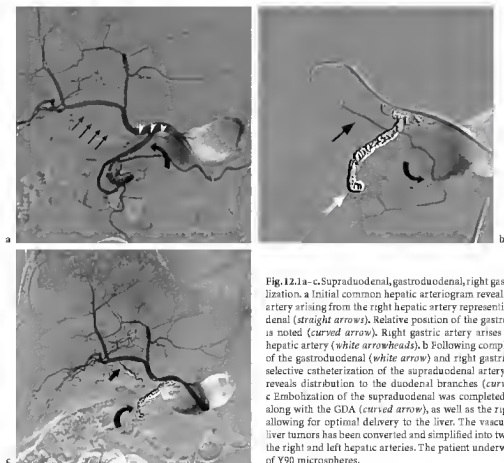 a
b
c
Fig. 12.1a–c. Supraduodenal, gastroduodenal, right gas
lization. a Initial common hepatic arteriogram reveal
artery arising from the right hepatic artery representi
denal (straight arrows). Relative position of the gastr
is noted (curved arrow). Right gastric artery arises
hepatic artery (white arrowheads). b Following comp
of the gastroduodenal (white arrow) and right gastri
selective catheterization of the supraduodenal artery
reveals distribution to the duodenal branches (curv
c Embolization of the supraduodenal was completed
along with the GDA (curved arrow), as well as the rig
allowing for optimal delivery to the liver. The vascu
liver tumors has been converted and simplified into tw
the right and left hepatic arteries. The patient underw
of Y90 microspheres.